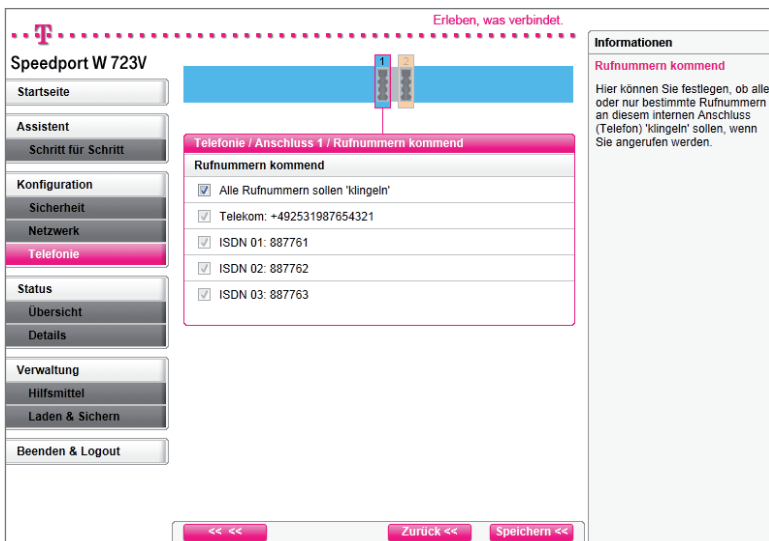 Erleben, was verbindet.
T
Speedport W 723V
Startseite
Assistent
Schritt für Schritt
Konfiguration
Sicherheit
Netzwerk
Telefonie
Status
Übersicht
Details
Verwaltung
Hilfsmittel
Laden & Sichern
Beenden & Logout
1 2
Telefonie / Anschluss 1 / Rufnummern kommend
Rufnummern kommend
Alle Rufnummern sollen 'klingeln'
Telekom: +492531987654321
ISDN 01: 887761
ISDN 02: 887762
ISDN 03: 887763
<< <<
Zurück <<
Speichern <<
Informationen
Rufnummern kommend
Hier können Sie festlegen, ob alle
oder nur bestimmte Rufnummern
an diesem internen Anschluss
(Telefon) 'klingeln' sollen, wenn
Sie angerufen werden.